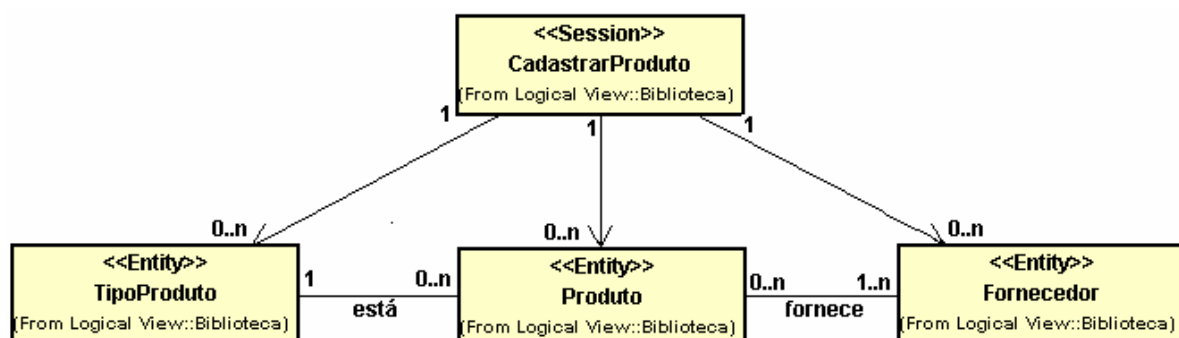 <<Session>>
CadastrarProduto
(From Logical View::Biblioteca)
1
1
1
0..n
0..n
0..n
<<Entity>>
TipoProduto
(From Logical View::Biblioteca)
1
está
0..n
<<Entity>>
Produto
(From Logical View::Biblioteca)
0..n
fornece
1..n
<<Entity>>
Fornecedor
(From Logical View::Biblioteca)